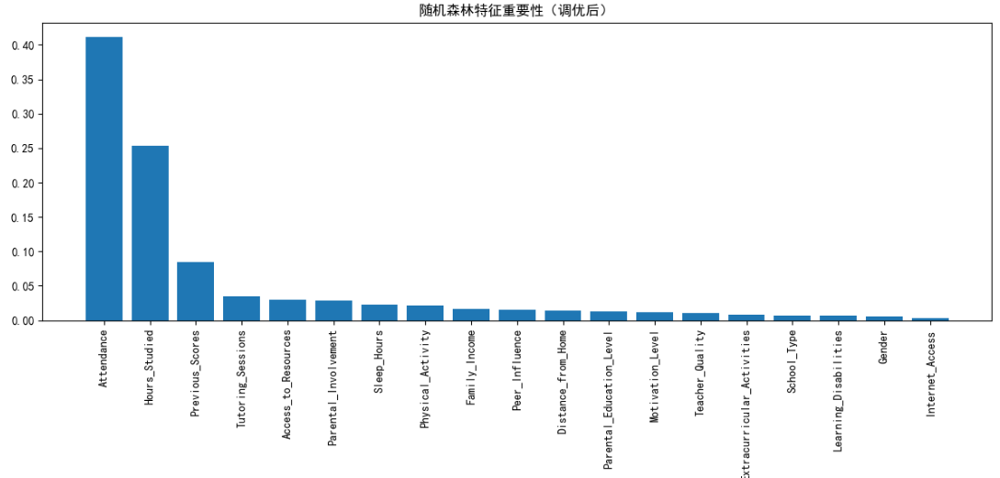 随机森林特征重要性（调优后）
0.40
0.35
0.30
0.25
0.20
0.15
0.10
0.05
0.00
Attendance
Hours_Studied
Previous_Scores
Tutoring_Sessions
Access_to_Resources
Parental_Involvement
Sleep_Hours
Physical_Activity
Family_Income
Peer_Influence
Distance_from_Home
Parental_Education_Level
Motivation_Level
Teacher_Quality
Extracurricular_Activities
School_Type
Learning_Disabilities
Gender
Internet_Access